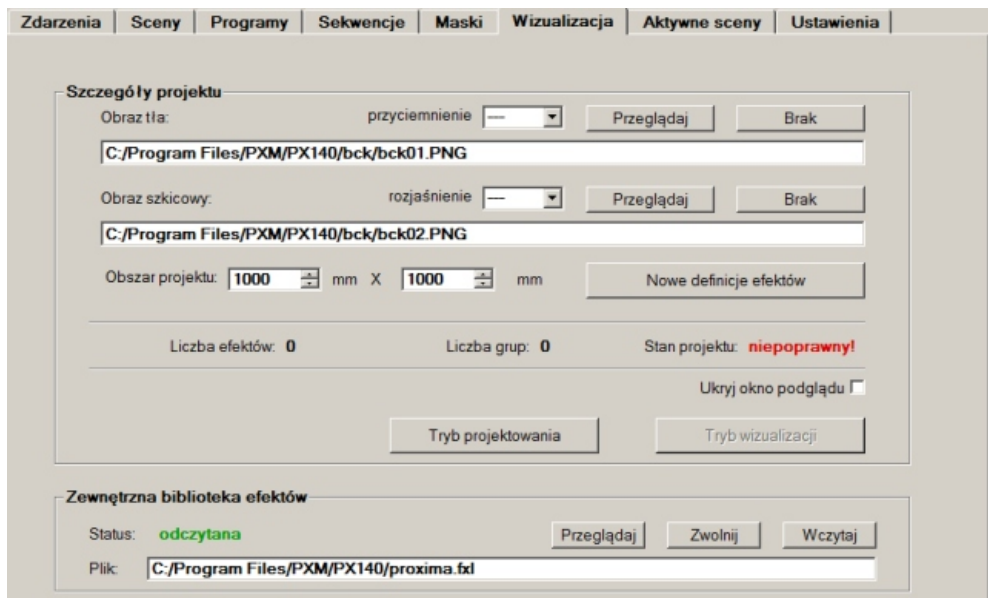 Zdarzenia Sceny Programy Sekwencje Maski Wizualizacja Aktywne sceny Ustawienia
Szczegóły projektu
Obraz tła: przyciemnienie --- Przeglądaj Brak
C:/Program Files/PXM/PX140/bck/bck01.PNG
Obraz szkicowy: rozjaśnienie --- Przeglądaj Brak
C:/Program Files/PXM/PX140/bck/bck02.PNG
Obszar projektu: 1000 mm X 1000 mm Nowe definicje efektów
Liczba efektów: 0 Liczba grup: 0 Stan projektu: niepoprawny!
Ukryj okno podglądu
Tryb projektowania Tryb wizualizacji
Zewnętrzna biblioteka efektów
Status: odczytana Przeglądaj Zwolnij Wczytaj
Plik: C:/Program Files/PXM/PX140/proxima.fxl